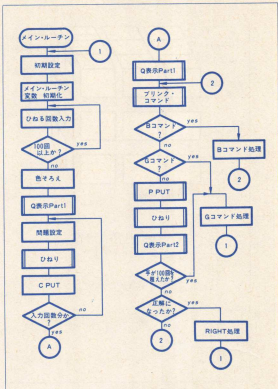 メイン・ルーチン
1
初期設定
メイン・ルーチン
変数 初期化
ひねる回数入力
100回
以上か?
yes
no
色そろえ
Q表示Part1
問題設定
ひねり
C PUT
入力回数分か
?
no
yes
A
A
Q表示Part1
2
ブリンク・
コマンド
Bコマンド
?
yes
no
Bコマンド処理
2
Gコマンド
?
yes
no
P PUT
Gコマンド処理
1
ひねり
Q表示Part2
手が100回を
超えたか?
yes
no
正解に
なったか?
yes
no
2
RIGHT処理
1